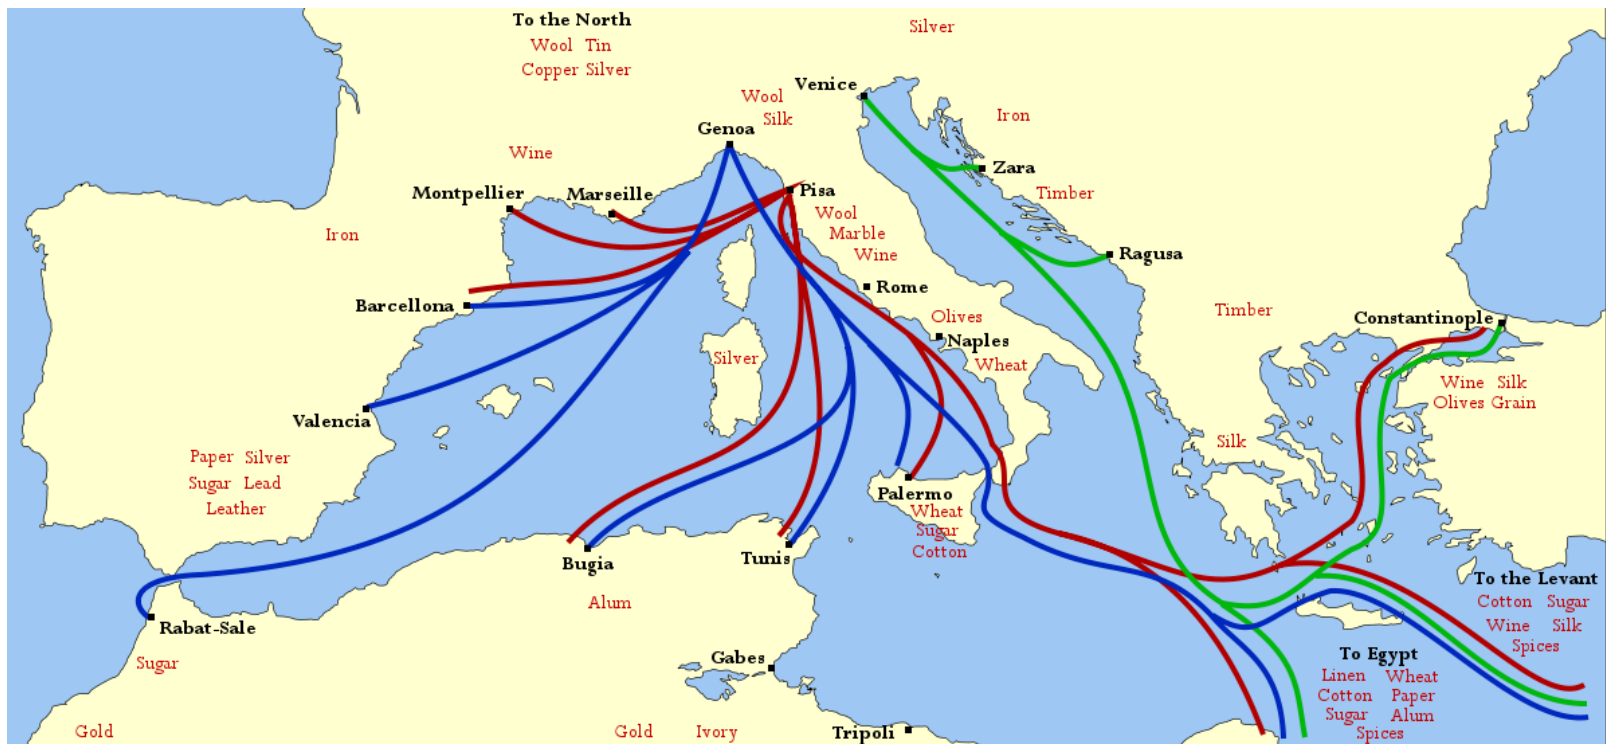 To the North
Wool Tin
Copper Silver
Silver
Venice
Wool
Silk
Iron
Genoa
Wine
Zara
Montpellier
Marseille
Pisa
Timber
Wool
Marble
Wine
Iron
Ragusa
Rome
Barcellona
Olives
Timber
Constantinople
Naples
Silver
Wheat
Wine Silk
Olives Grain
Valencia
Silk
Paper Silver
Sugar Lead
Leather
Palermo
Wheat
Sugar
Cotton
Bugia
Tunis
To the Levant
Cotton Sugar
Wine Silk
Spices
Alum
Rabat-Sale
Sugar
Gabes
To Egypt
Linen Wheat
Cotton Paper
Sugar Alum
Spices
Gold
Gold Ivory
Tripoli